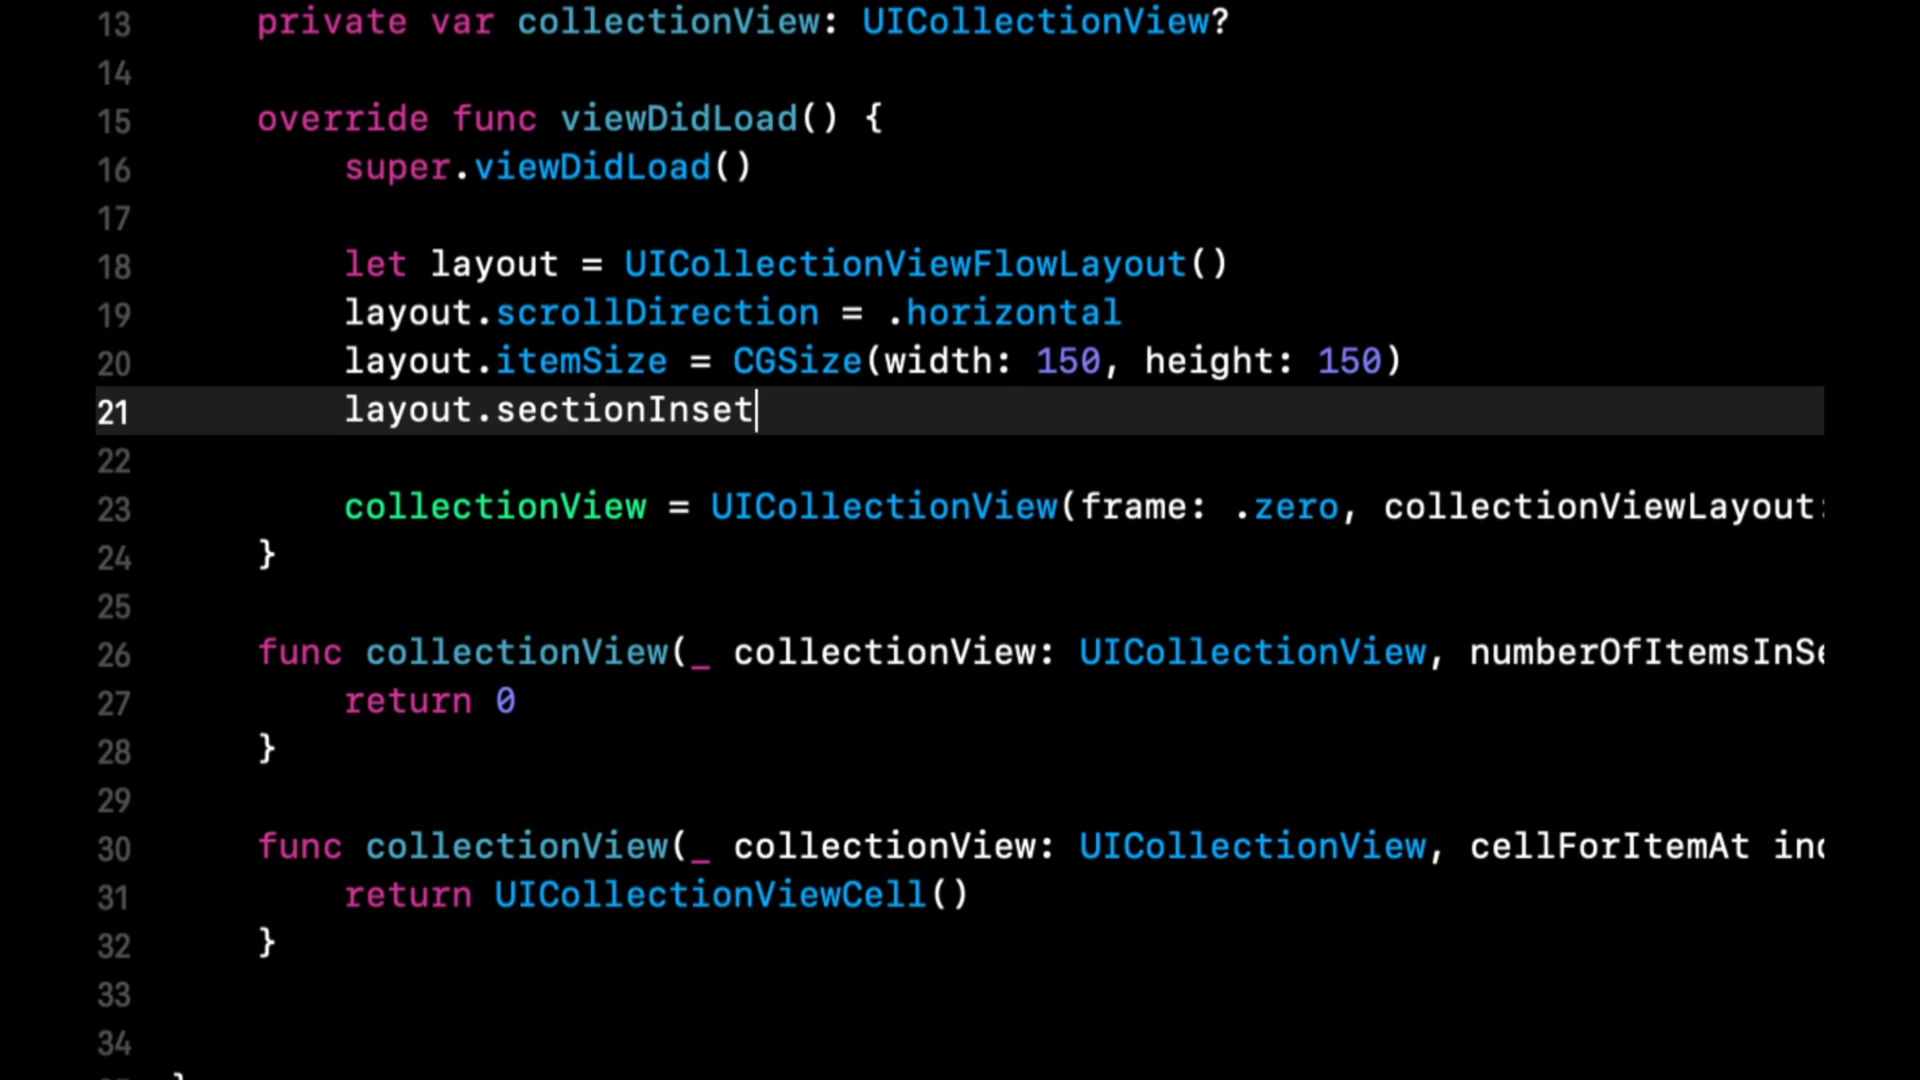 13 private var collectionView: UICollectionView?
14
15 override func viewDidLoad() {
16 super.viewDidLoad()
17
18 let layout = UICollectionViewFlowLayout()
19 layout.scrollDirection = .horizontal
20 layout.itemSize = CGSize(width: 150, height: 150)
21 layout.sectionInset
22
23 collectionView = UICollectionView(frame: .zero, collectionViewLayout:
24 }
25
26 func collectionView(_ collectionView: UICollectionView, numberOfItemsInSe
27 return 0
28 }
29
30 func collectionView(_ collectionView: UICollectionView, cellForItemAt
31 return UICollectionViewCell()
32 }
33
34